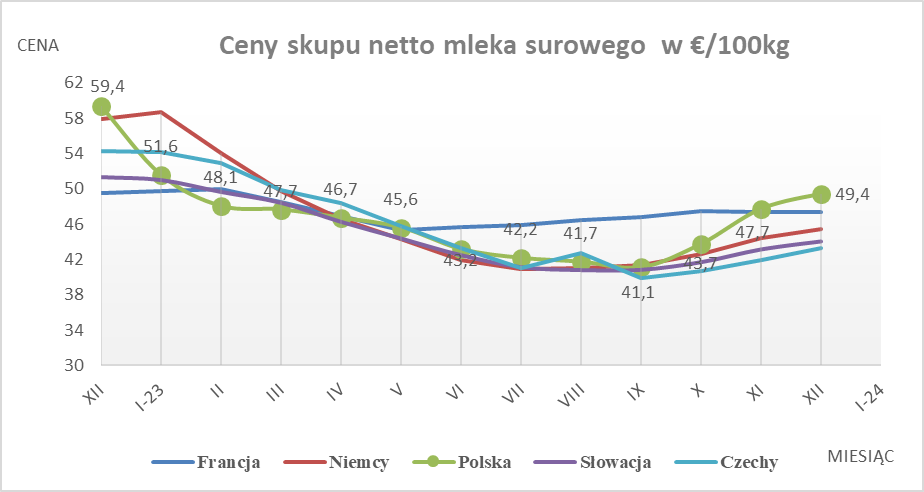 CENA
Ceny skupu netto mleka surowego w €/100kg
62
58
54
50
46
42
38
34
30
59,4
51,6
48,1
47,7
46,7
45,6
43,2
42,2
41,7
41,1
43,7
47,7
49,4
XII
I-23
II
III
IV
V
VI
VII
VIII
IX
X
XI
XII
I-24
MIESIĄC
Francja
Niemcy
Polska
Słowacja
Czechy